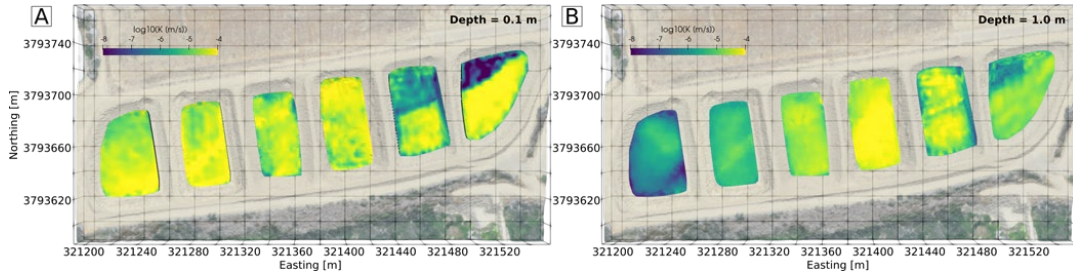 A
Depth = 0.1 m
log10(K (m/s))
-8 -7 -6 -5 -4
3793740
3793700
3793660
3793620
Northing [m]
321200 321240 321280 321320 321360 321400 321440 321480 321520
Easting [m]
B
Depth = 1.0 m
log10(K (m/s))
-8 -7 -6 -5 -4
3793740
3793700
3793660
3793620
321200 321240 321280 321320 321360 321400 321440 321480 321520
Easting [m]